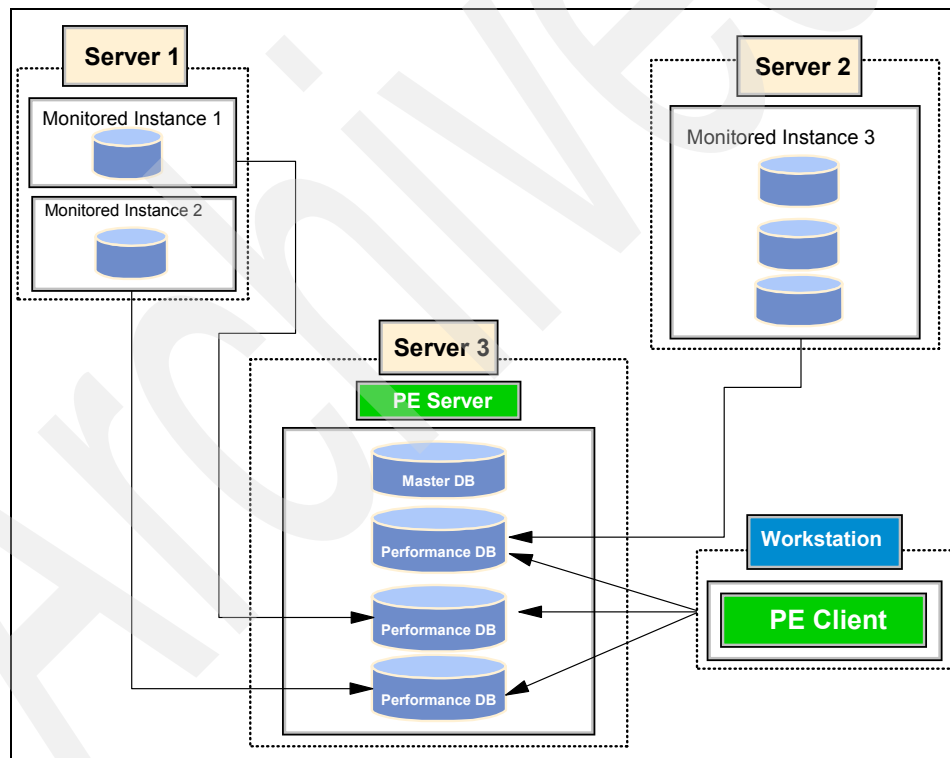 Server 1
Monitored Instance 1
Monitored Instance 2
Server 2
Monitored Instance 3
Server 3
PE Server
Master DB
Performance DB
Performance DB
Performance DB
Workstation
PE Client